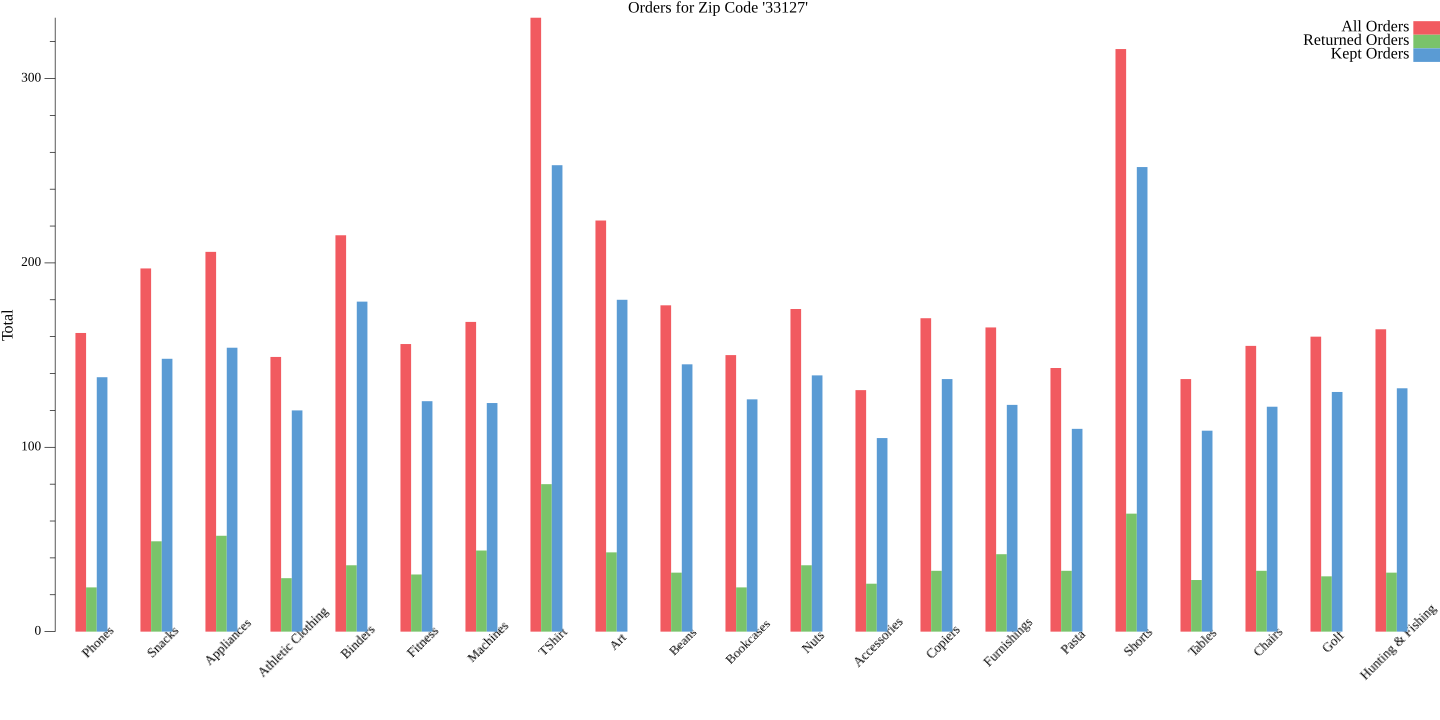 Orders for Zip Code '33127'
All Orders
Returned Orders
Kept Orders
Total
300
200
100
0
Phones
Snacks
Appliances
Athletic Clothing
Binders
Fitness
Machines
TShirt
Art
Beans
Bookcases
Nuts
Accessories
Copiers
Furnishings
Pasta
Shorts
Tables
Chairs
Golf
Hunting & Fishing